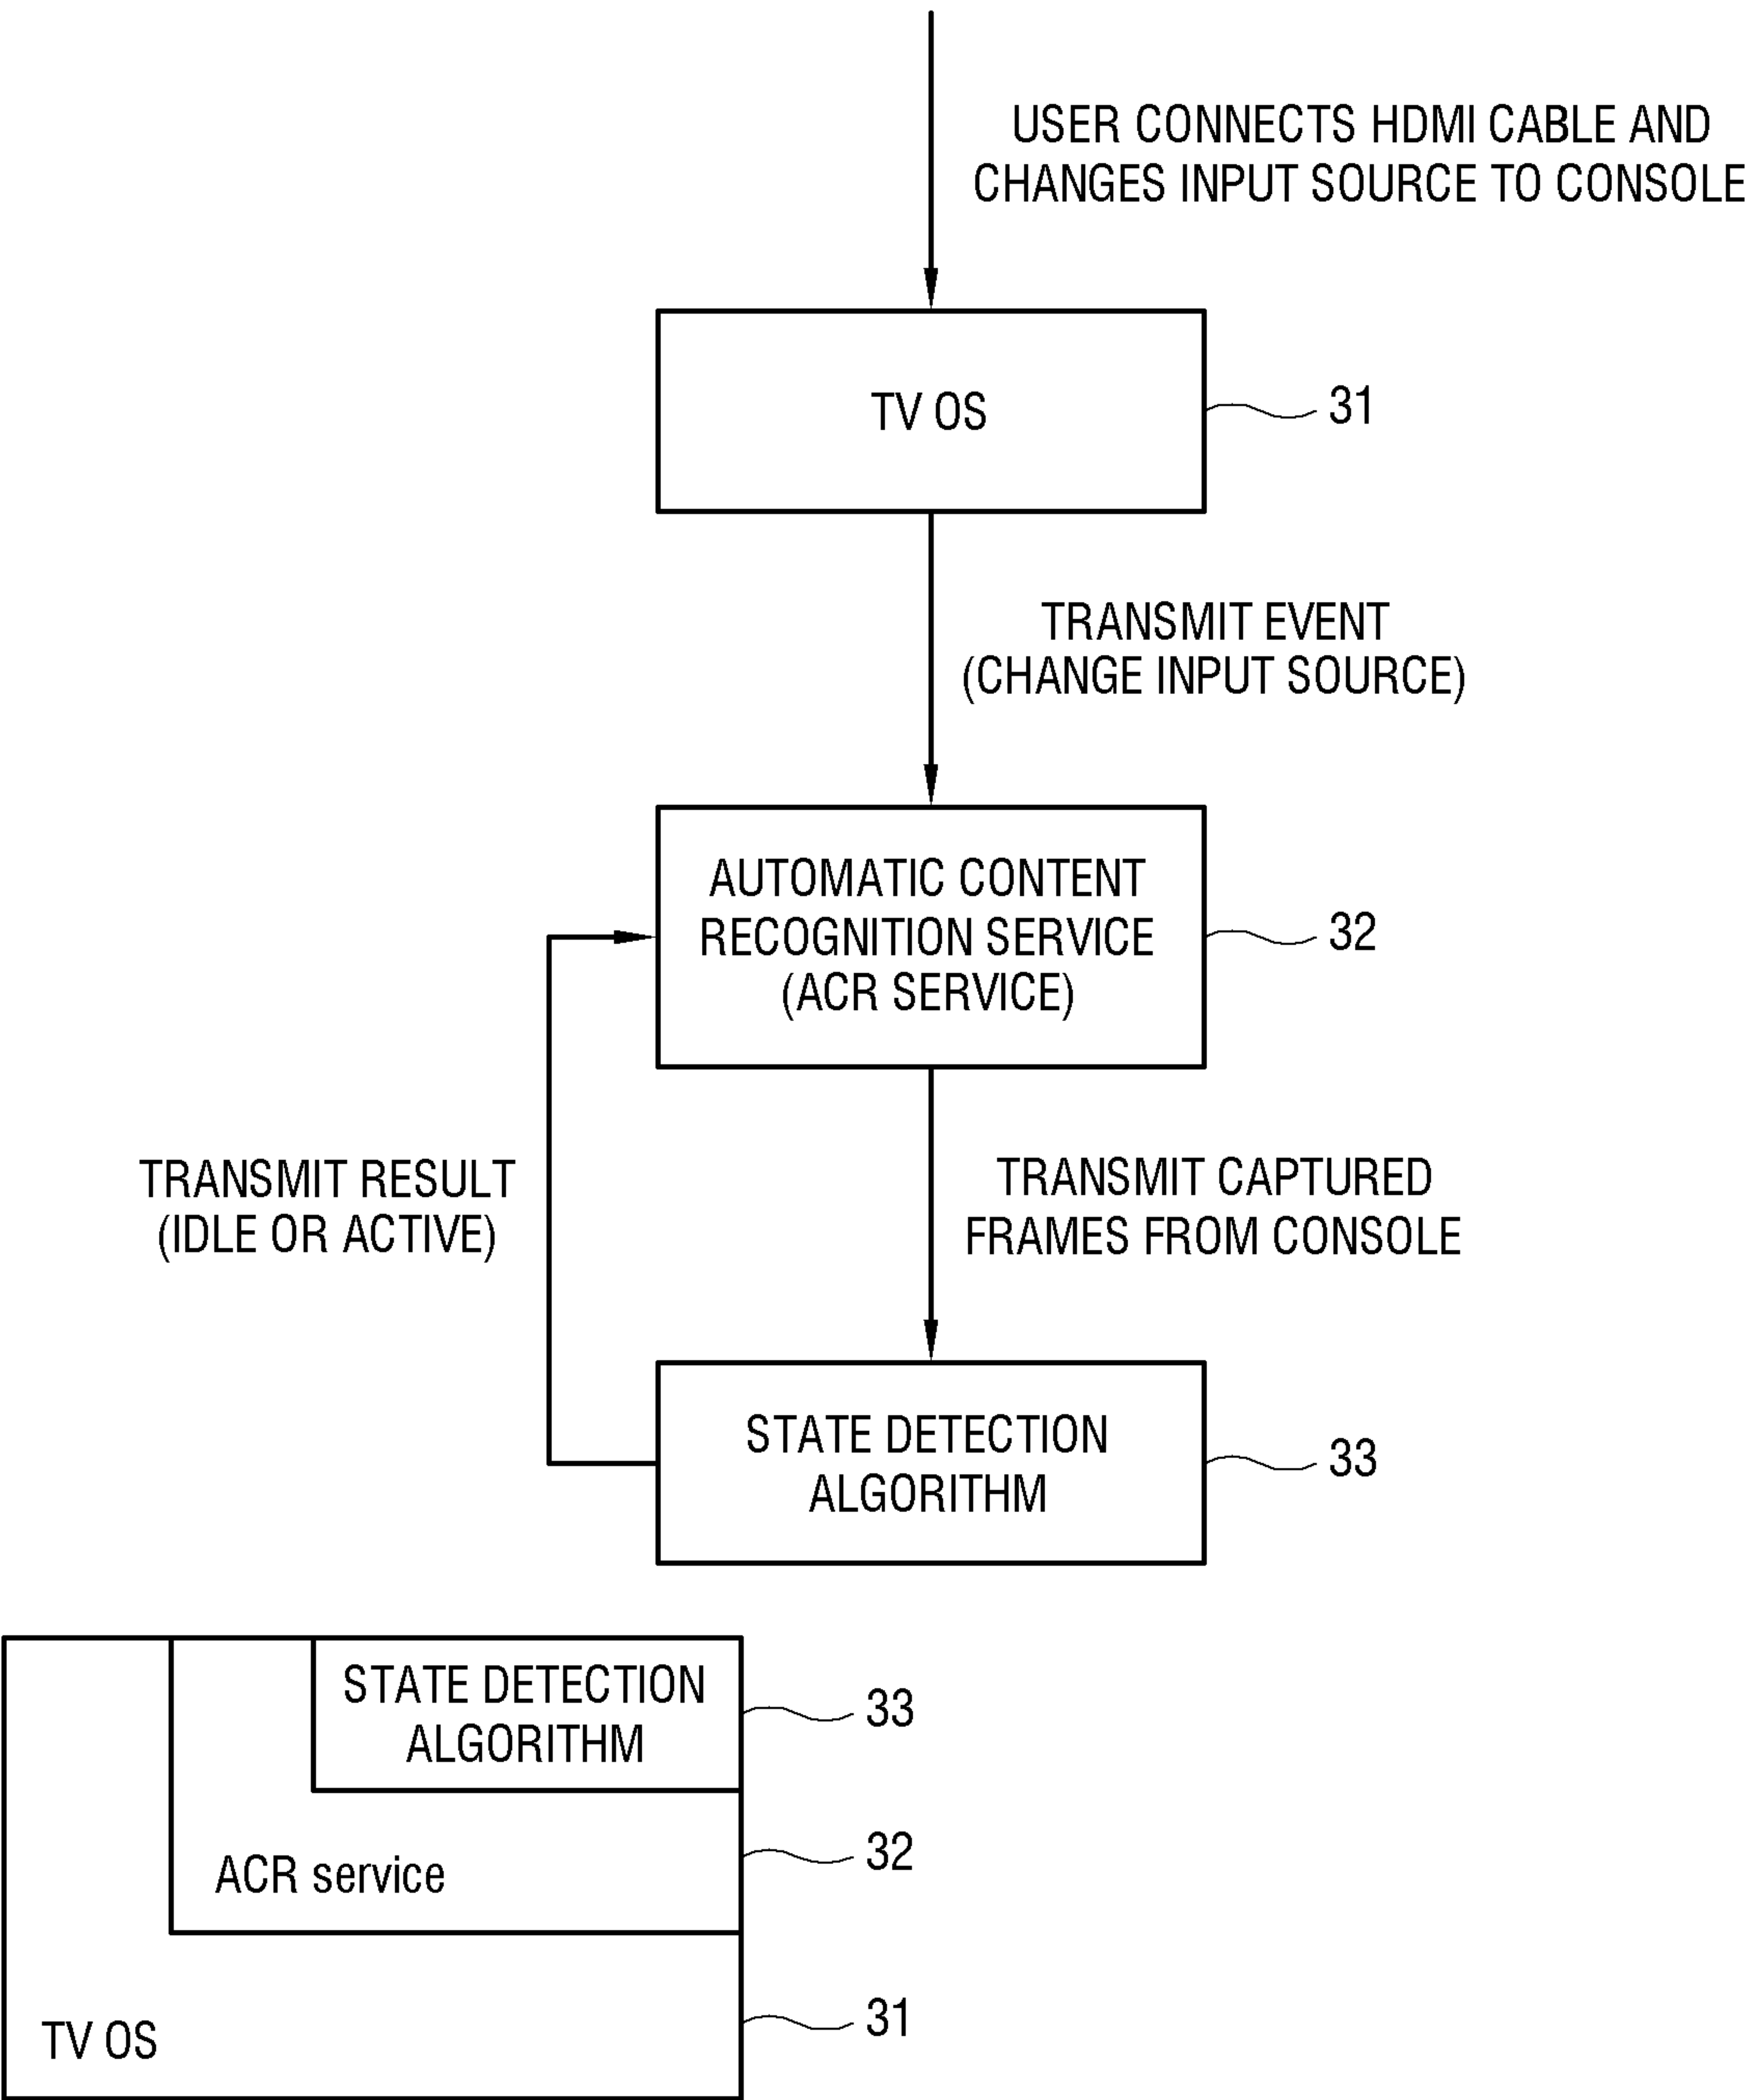 USER CONNECTS HDMI CABLE AND
CHANGES INPUT SOURCE TO CONSOLE
TV OS
31
TRANSMIT EVENT
(CHANGE INPUT SOURCE)
AUTOMATIC CONTENT
RECOGNITION SERVICE
(ACR SERVICE)
32
TRANSMIT RESULT
(IDLE OR ACTIVE)
TRANSMIT CAPTURED
FRAMES FROM CONSOLE
STATE DETECTION
ALGORITHM
33
STATE DETECTION
ALGORITHM
33
ACR service
32
TV OS
31